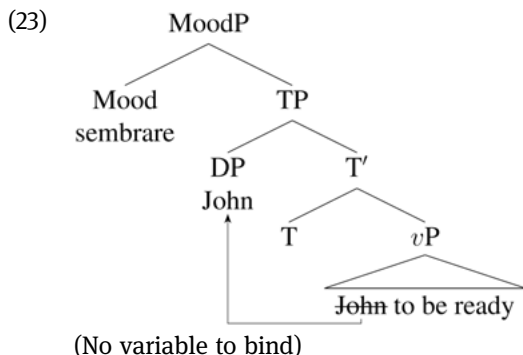 (23)
MoodP
Mood TP
sembrare
DP T′
John
T vP
John to be ready
(No variable to bind)